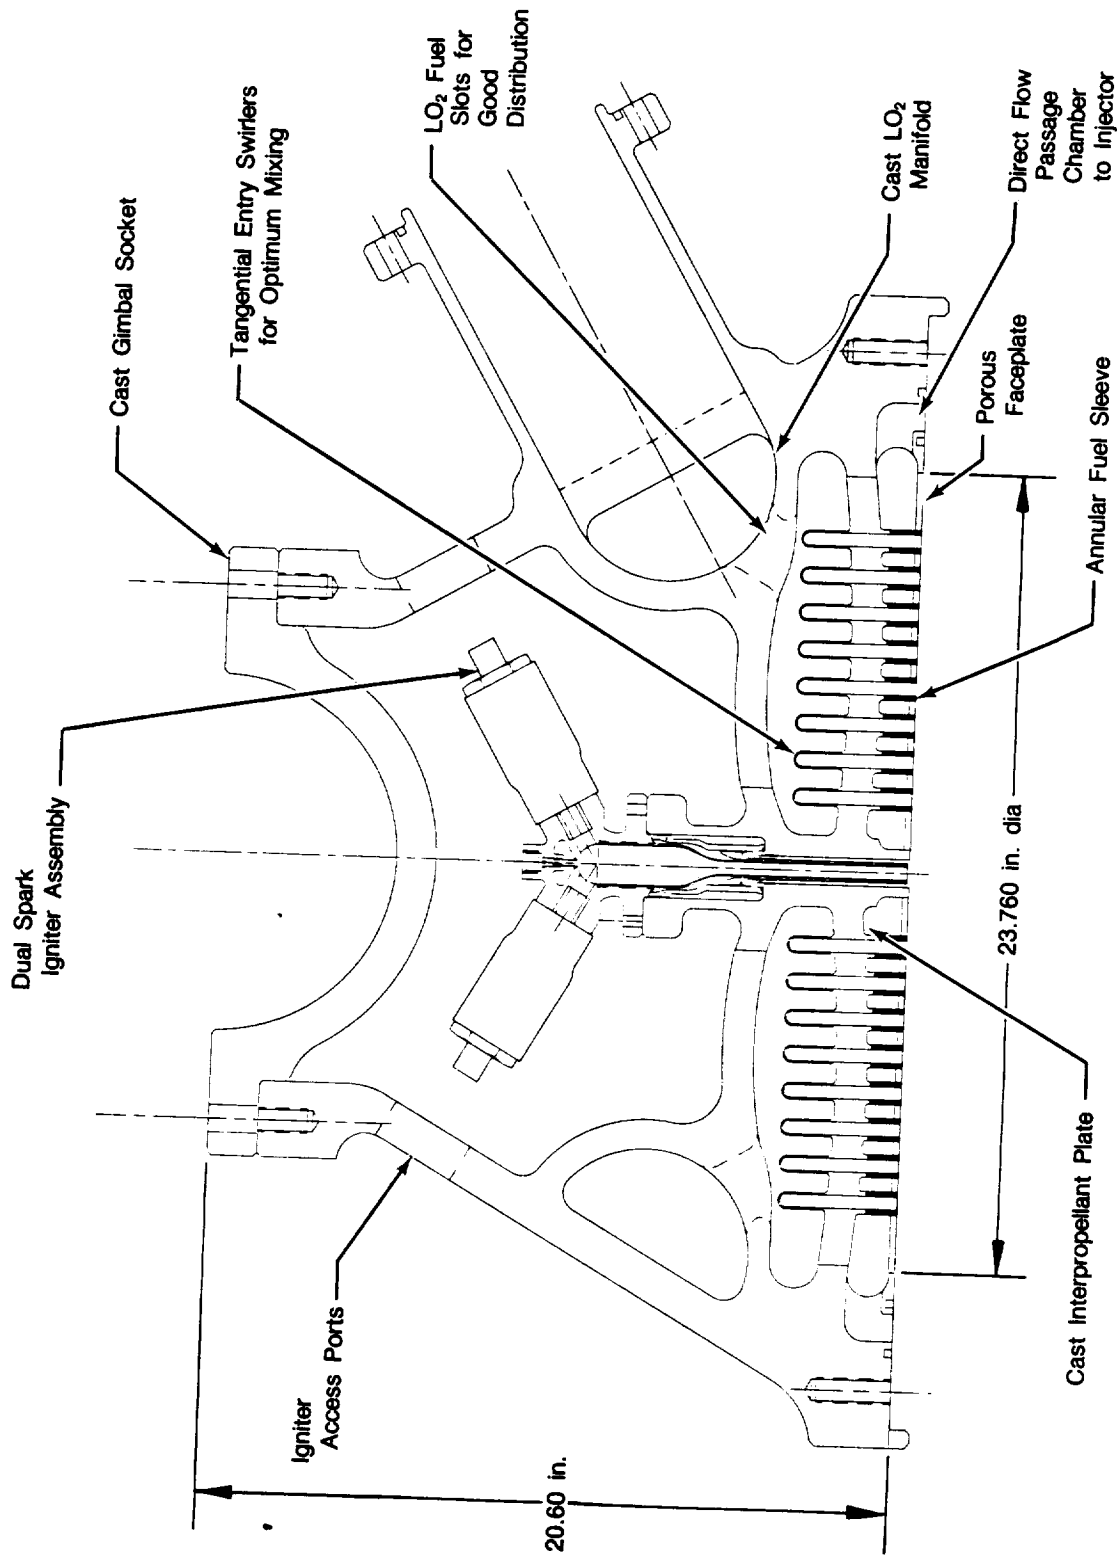 Dual Spark
Igniter Assembly
Cast Gimbal Socket
Tangential Entry Swirlers
for Optimum Mixing
LO₂ Fuel
Slots for
Good
Distribution
Igniter
Access Ports
20.60 in.
23.760 in. dia
Cast LO₂
Manifold
Direct Flow
Passage
Chamber
to Injector
Porous
Faceplate
Annular Fuel Sleeve
Cast Interpropellant Plate